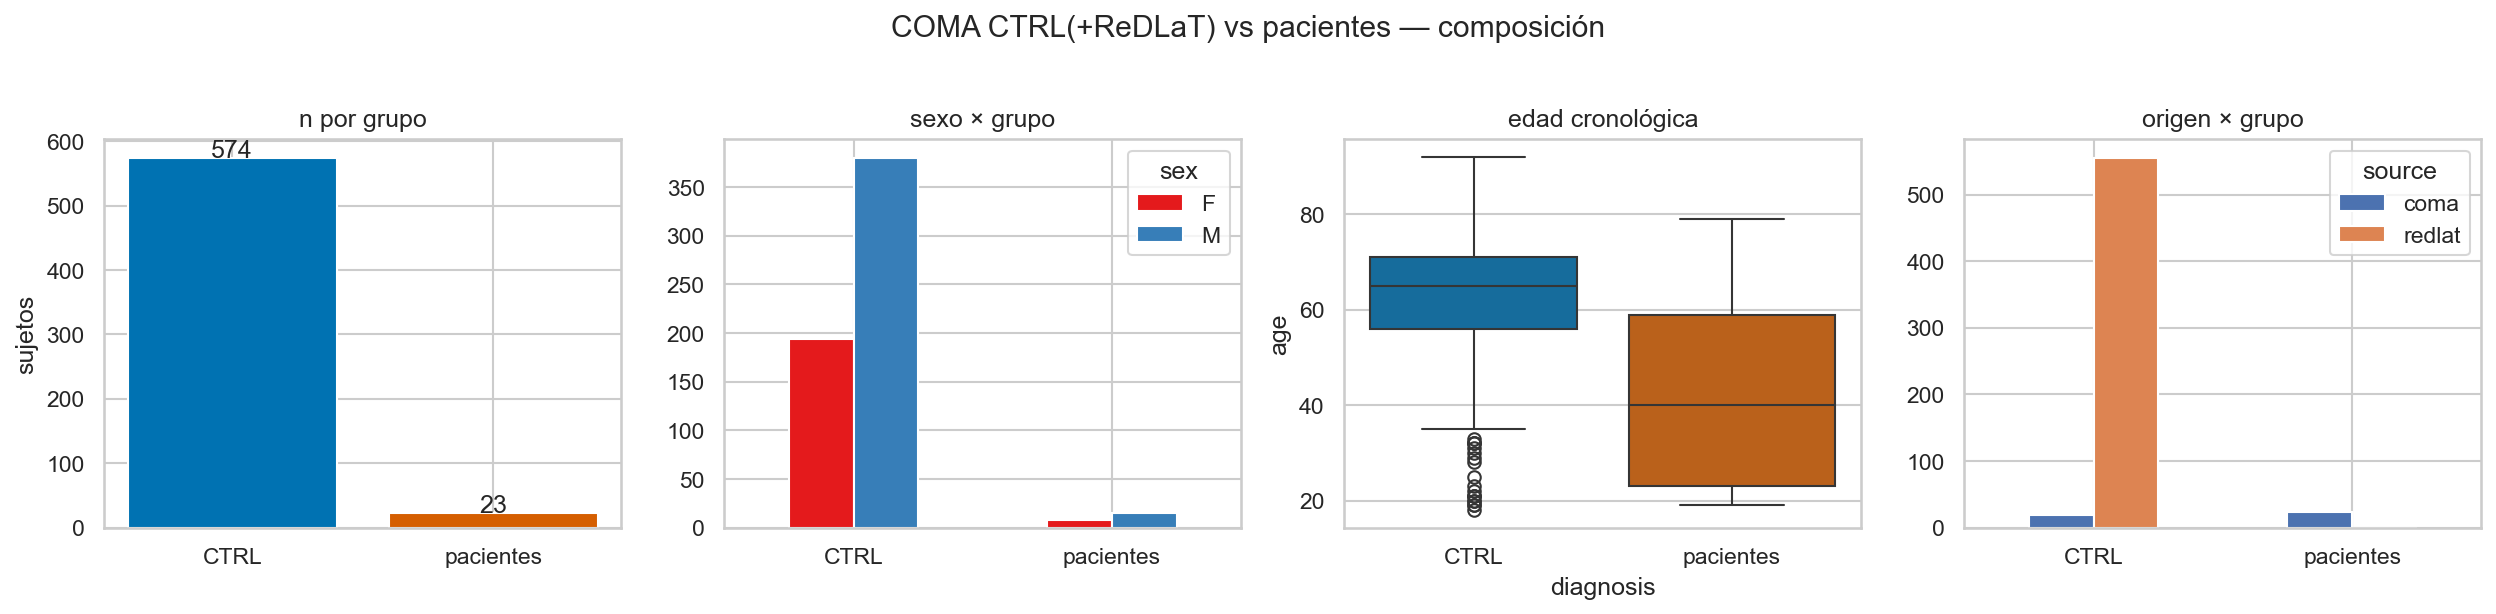 COMA CTRL(+ReDLaT) vs pacientes — composición
n por grupo
600
500
400
300
200
100
0
sujetos
574
23
CTRL
pacientes
sexo × grupo
350
300
250
200
150
100
50
0
sex
F
M
CTRL
pacientes
edad cronológica
80
60
40
20
age
CTRL
pacientes
diagnosis
origen × grupo
500
400
300
200
100
0
source
coma
redlat
CTRL
pacientes